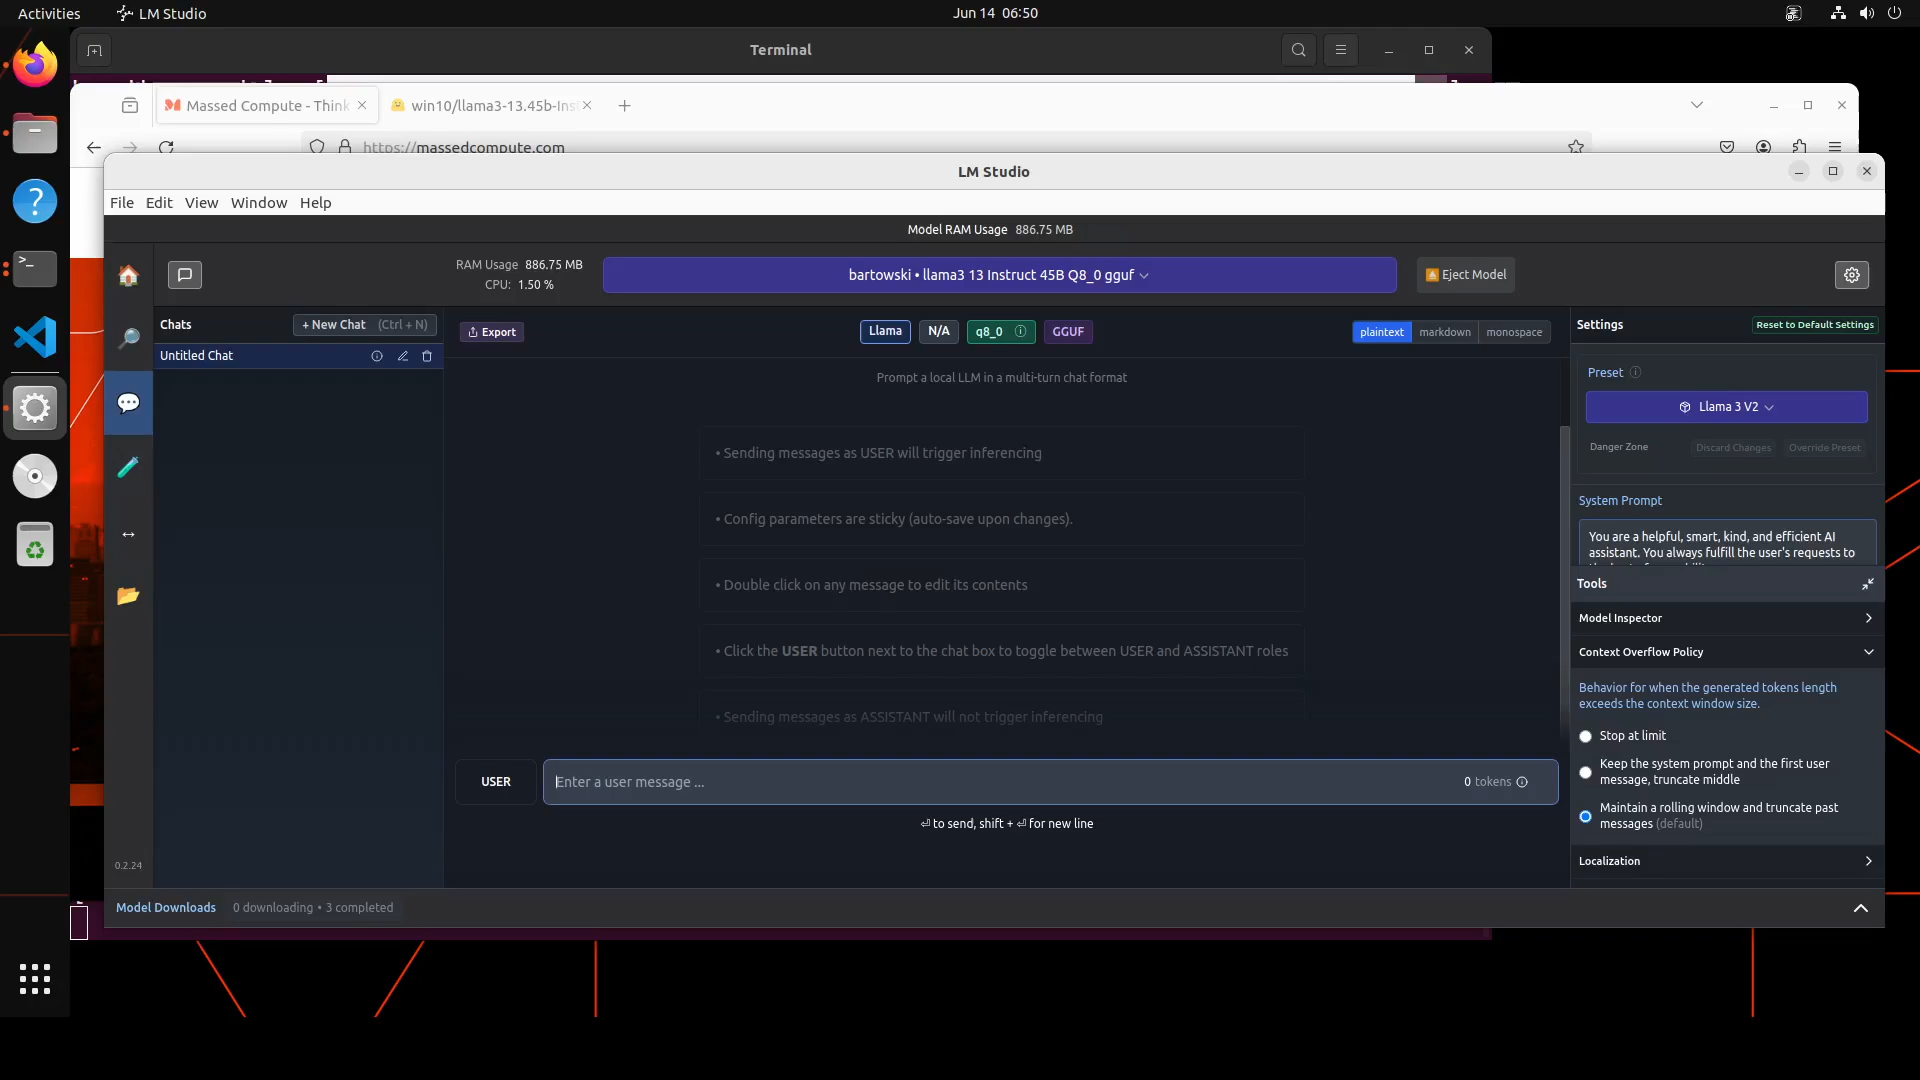 Activities LM Studio Jun 14 06:50
Terminal
Massed Compute - Think win10/llama3-13.45b-Ins
https://massedcompute.com
LM Studio
File Edit View Window Help
Model RAM Usage 886.75 MB
RAM Usage 886.75 MB
CPU: 1.50 %
bartowski • llama3 13 Instruct 45B Q8_0 gguf
Eject Model
Chats + New Chat (Ctrl + N)
Untitled Chat
Export Llama N/A q8_0 GGUF plaintext markdown monospace
Prompt a local LLM in a multi-turn chat format
• Sending messages as USER will trigger inferencing
• Config parameters are sticky (auto-save upon changes).
• Double click on any message to edit its contents
• Click the USER button next to the chat box to toggle between USER and ASSISTANT roles
• Sending messages as ASSISTANT will not trigger inferencing
USER Enter a user message ... 0 tokens
⏎ to send, shift + ⏎ for new line
Settings Reset to Default Settings
Preset
Llama 3 V2
Danger Zone Discard Changes Override Preset
System Prompt
You are a helpful, smart, kind, and efficient AI
assistant. You always fulfill the user's requests to
Tools
Model Inspector
Context Overflow Policy
Behavior for when the generated tokens length
exceeds the context window size.
Stop at limit
Keep the system prompt and the first user
message, truncate middle
Maintain a rolling window and truncate past
messages (default)
Localization
0.2.24
Model Downloads 0 downloading • 3 completed